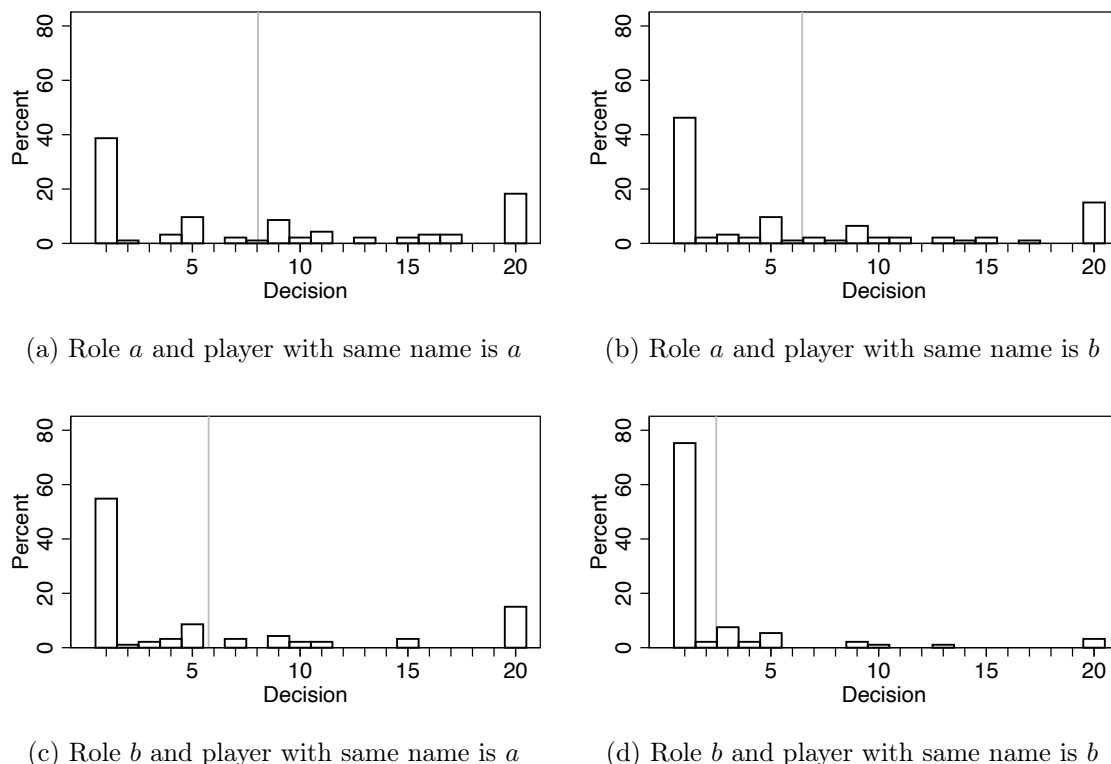 Percent
0 20 40 60 80
5 10 15 20
Decision
(a) Role a and player with same name is a
Percent
0 20 40 60 80
5 10 15 20
Decision
(b) Role a and player with same name is b
Percent
0 20 40 60 80
5 10 15 20
Decision
(c) Role b and player with same name is a
Percent
0 20 40 60 80
5 10 15 20
Decision
(d) Role b and player with same name is b